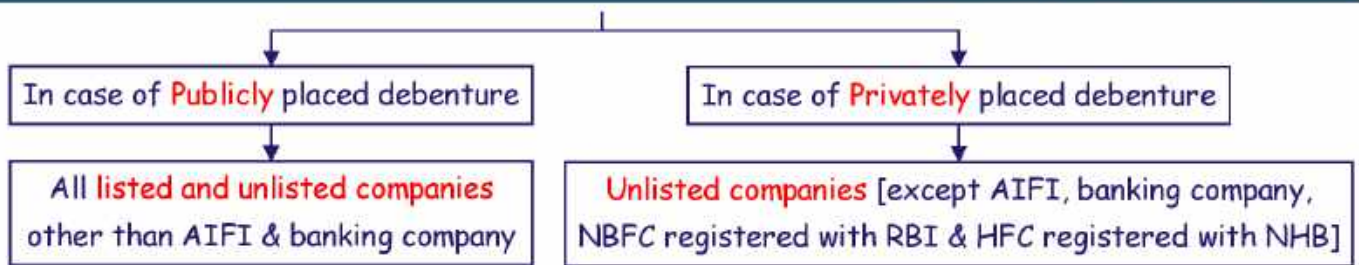 In case of Publicly placed debenture
In case of Privately placed debenture
All listed and unlisted companies
other than AIFI & banking company
Unlisted companies [except AIFI, banking company,
NBFC registered with RBI & HFC registered with NHB]